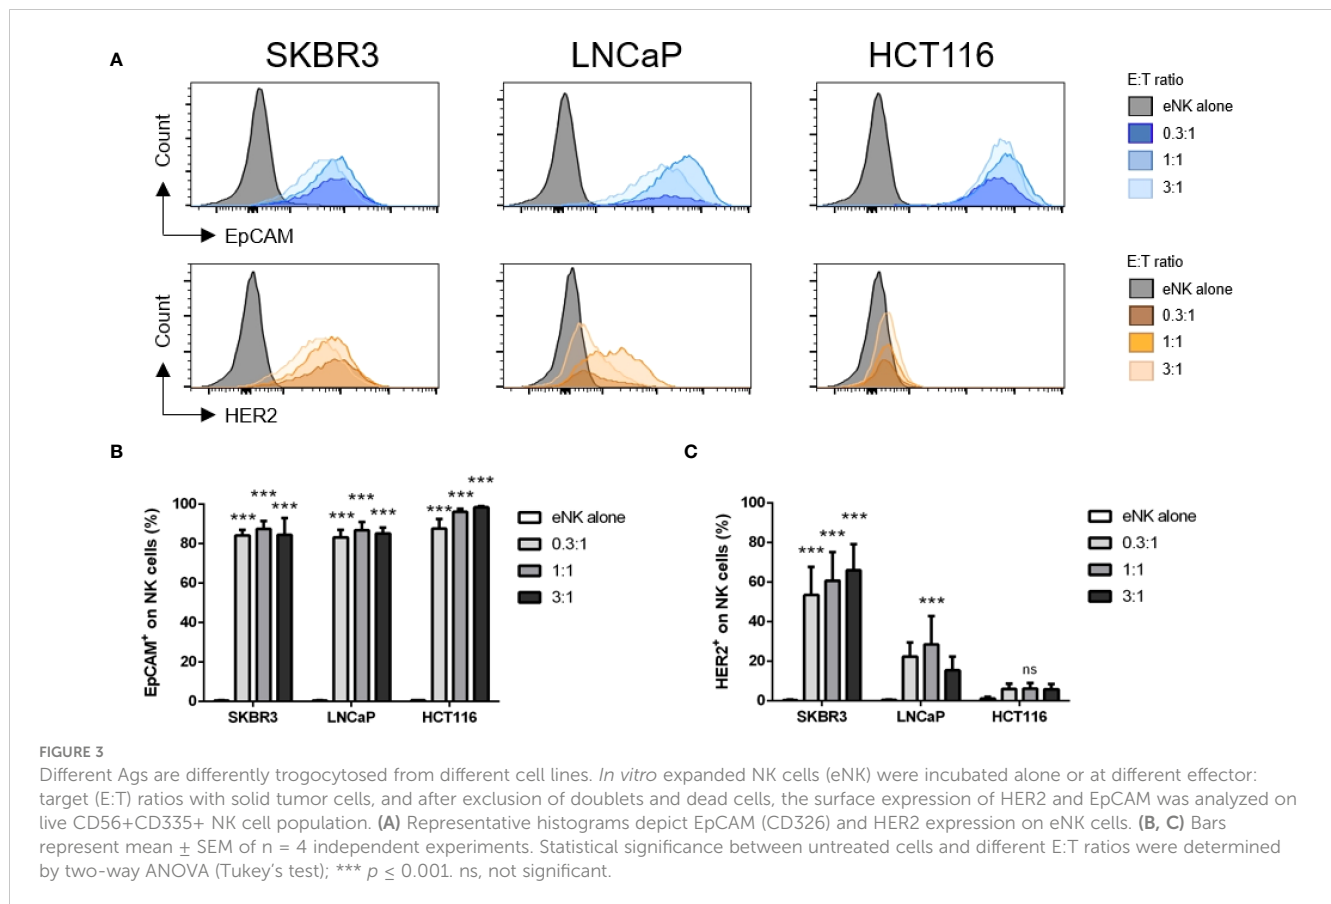 A
SKBR3
LNCaP
HCT116
Count
EpCAM
E:T ratio
eNK alone
0.3:1
1:1
3:1
Count
HER2
E:T ratio
eNK alone
0.3:1
1:1
3:1
B
EpCAM⁺ on NK cells (%)
100
80
60
40
20
0
*** *** ***
*** *** ***
*** *** ***
SKBR3
LNCaP
HCT116
eNK alone
0.3:1
1:1
3:1
C
HER2⁺ on NK cells (%)
100
80
60
40
20
0
*** *** ***
***
ns
SKBR3
LNCaP
HCT116
eNK alone
0.3:1
1:1
3:1
FIGURE 3
Different Ags are differently trogocytosed from different cell lines. In vitro expanded NK cells (eNK) were incubated alone or at different effector:
target (E:T) ratios with solid tumor cells, and after exclusion of doublets and dead cells, the surface expression of HER2 and EpCAM was analyzed on
live CD56+CD335+ NK cell population. (A) Representative histograms depict EpCAM (CD326) and HER2 expression on eNK cells. (B, C) Bars
represent mean ± SEM of n = 4 independent experiments. Statistical significance between untreated cells and different E:T ratios were determined
by two-way ANOVA (Tukey's test); *** p ≤ 0.001. ns, not significant.